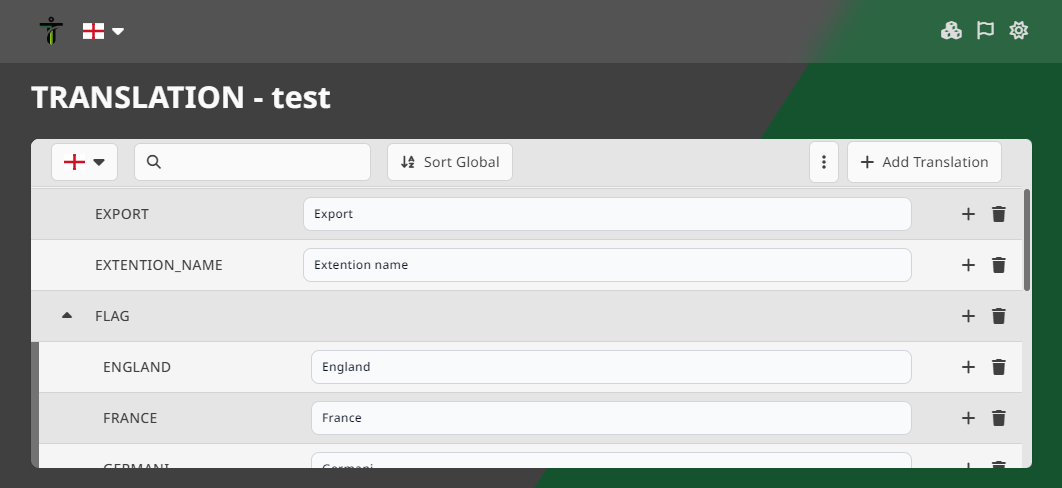 TRANSLATION - test
Sort Global
Add Translation
EXPORT Export
EXTENTION_NAME Extention name
FLAG
ENGLAND England
FRANCE France
GERMANI Germani